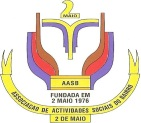 MAIO
AASB
FUNDADA EM
2 MAIO 1976
ASSOCIAÇÃO DE ACTIVIDADES SOCIAIS DO BAIRRO
2 DE MAIO